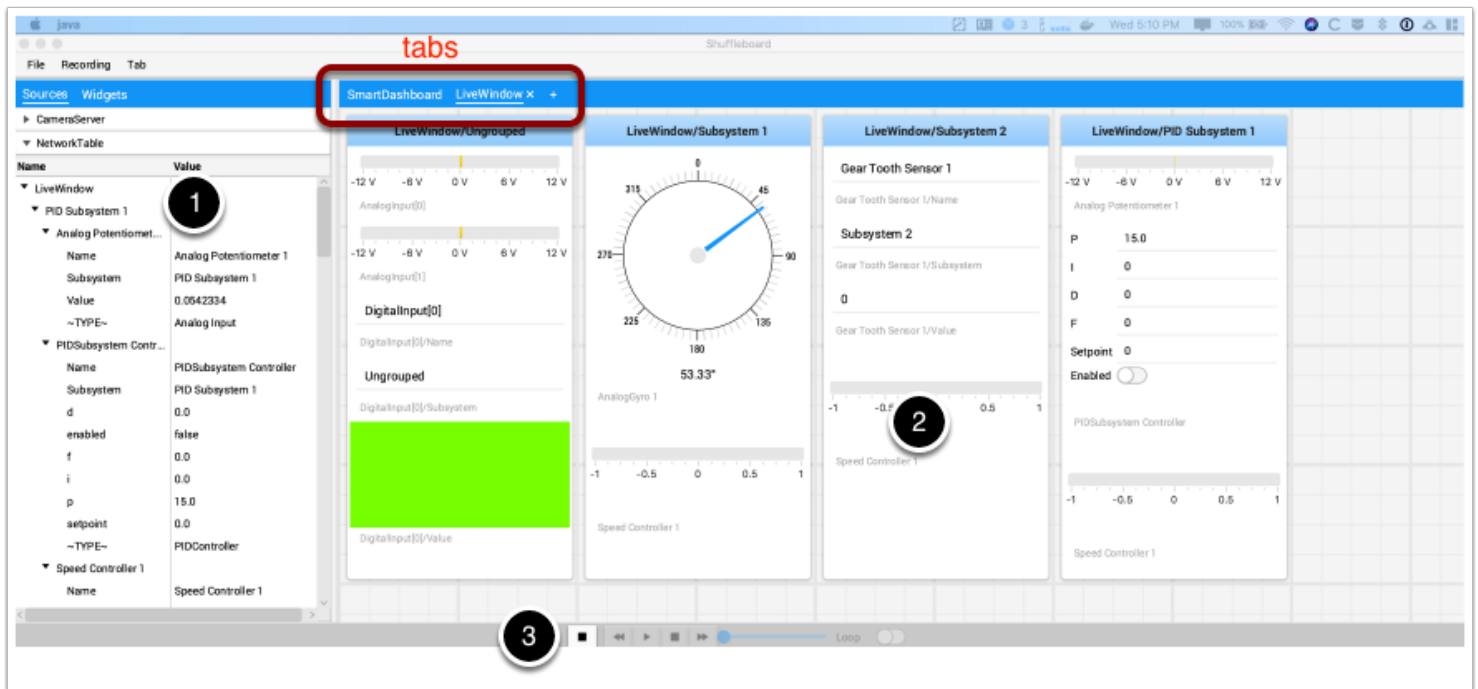 java
3
Wed 5:10 PM
100%
tabs
Shuffleboard
File Recording Tab
Sources Widgets
SmartDashboard LiveWindow × +
CameraServer
NetworkTable
Name Value
LiveWindow
PID Subsystem 1
Analog Potentiomet...
Name Analog Potentiometer 1
Subsystem PID Subsystem 1
Value 0.0542334
~TYPE~ Analog Input
PIDSubsystem Contr...
Name PIDSubsystem Controller
Subsystem PID Subsystem 1
d 0.0
enabled false
f 0.0
i 0.0
p 15.0
setpoint 0.0
~TYPE~ PIDController
Speed Controller 1
Name Speed Controller 1
1
LiveWindow/Ungrouped
-12 V -6 V 0 V 6 V 12 V
AnalogInput[0]
-12 V -6 V 0 V 6 V 12 V
AnalogInput[1]
DigitalInput[0]
DigitalInput[0]/Name
Ungrouped
DigitalInput[0]/Subsystem
DigitalInput[0]/Value
LiveWindow/Subsystem 1
0
315 45
270 90
225 135
180
53.33°
AnalogGyro 1
-1 -0.5 0 0.5 1
Speed Controller 1
LiveWindow/Subsystem 2
Gear Tooth Sensor 1
Gear Tooth Sensor 1/Name
Subsystem 2
Gear Tooth Sensor 1/Subsystem
0
Gear Tooth Sensor 1/Value
-1 0.5 1
2
Speed Controller 1
LiveWindow/PID Subsystem 1
-12 V -6 V 0 V 6 V 12 V
Analog Potentiometer 1
P 15.0
I 0
D 0
F 0
Setpoint 0
Enabled
PIDSubsystem Controller
-1 -0.5 0 0.5 1
Speed Controller 1
3
Loop